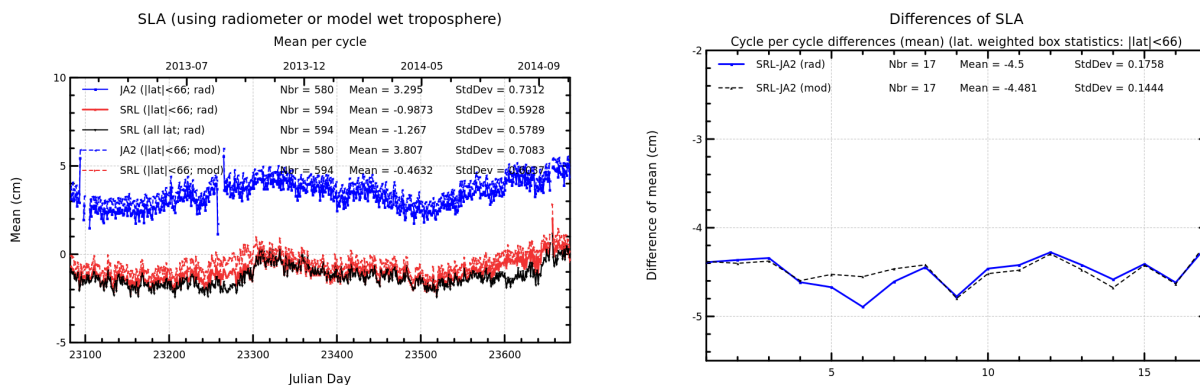 SLA (using radiometer or model wet troposphere)
Mean per cycle
2013-07 2013-12 2014-05 2014-09
10
5
0
-5
Mean (cm)
JA2 (|lat|<66; rad) Nbr = 580 Mean = 3.295 StdDev = 0.7312
SRL (|lat|<66; rad) Nbr = 594 Mean = -0.9873 StdDev = 0.5928
SRL (all lat; rad) Nbr = 594 Mean = -1.267 StdDev = 0.5789
JA2 (|lat|<66; mod) Nbr = 580 Mean = 3.807 StdDev = 0.7083
SRL (|lat|<66; mod) Nbr = 594 Mean = -0.4632 StdDev =
23100 23200 23300 23400 23500 23600
Julian Day
Differences of SLA
Cycle per cycle differences (mean) (lat. weighted box statistics: |lat|<66)
-2
-3
-4
-5
Difference of mean (cm)
SRL-JA2 (rad) Nbr = 17 Mean = -4.5 StdDev = 0.1758
SRL-JA2 (mod) Nbr = 17 Mean = -4.481 StdDev = 0.1444
5 10 15